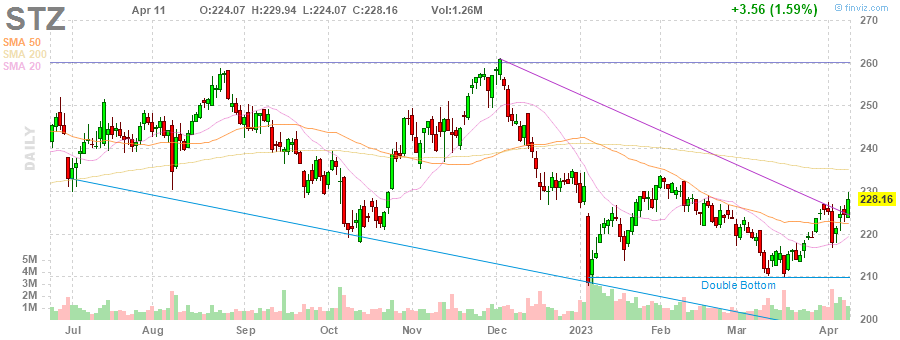 STZ Apr 11 O:224.07 H:229.94 L:224.07 C:228.16 Vol:1.26M +3.56 (1.59%) © finviz.com
SMA 50
SMA 200
SMA 20
DAILY
270
260
250
240
230
228.16
220
210
200
5M
4M
3M
2M
1M
Double Bottom
Jul Aug Sep Oct Nov Dec 2023 Feb Mar Apr